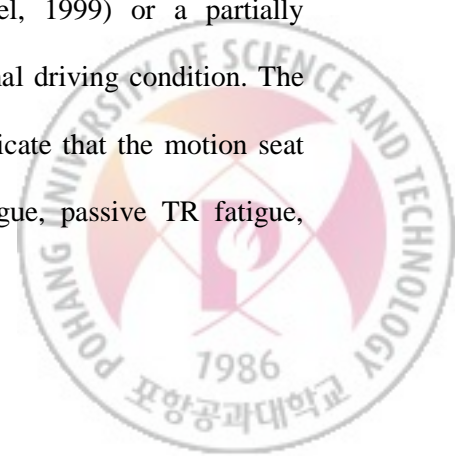 el, 1999) or a partially
nal driving condition. The
icate that the motion seat
gue, passive TR fatigue,
POHANG UNIVERSITY OF SCIENCE AND TECHNOLOGY
1986
포항공과대학교